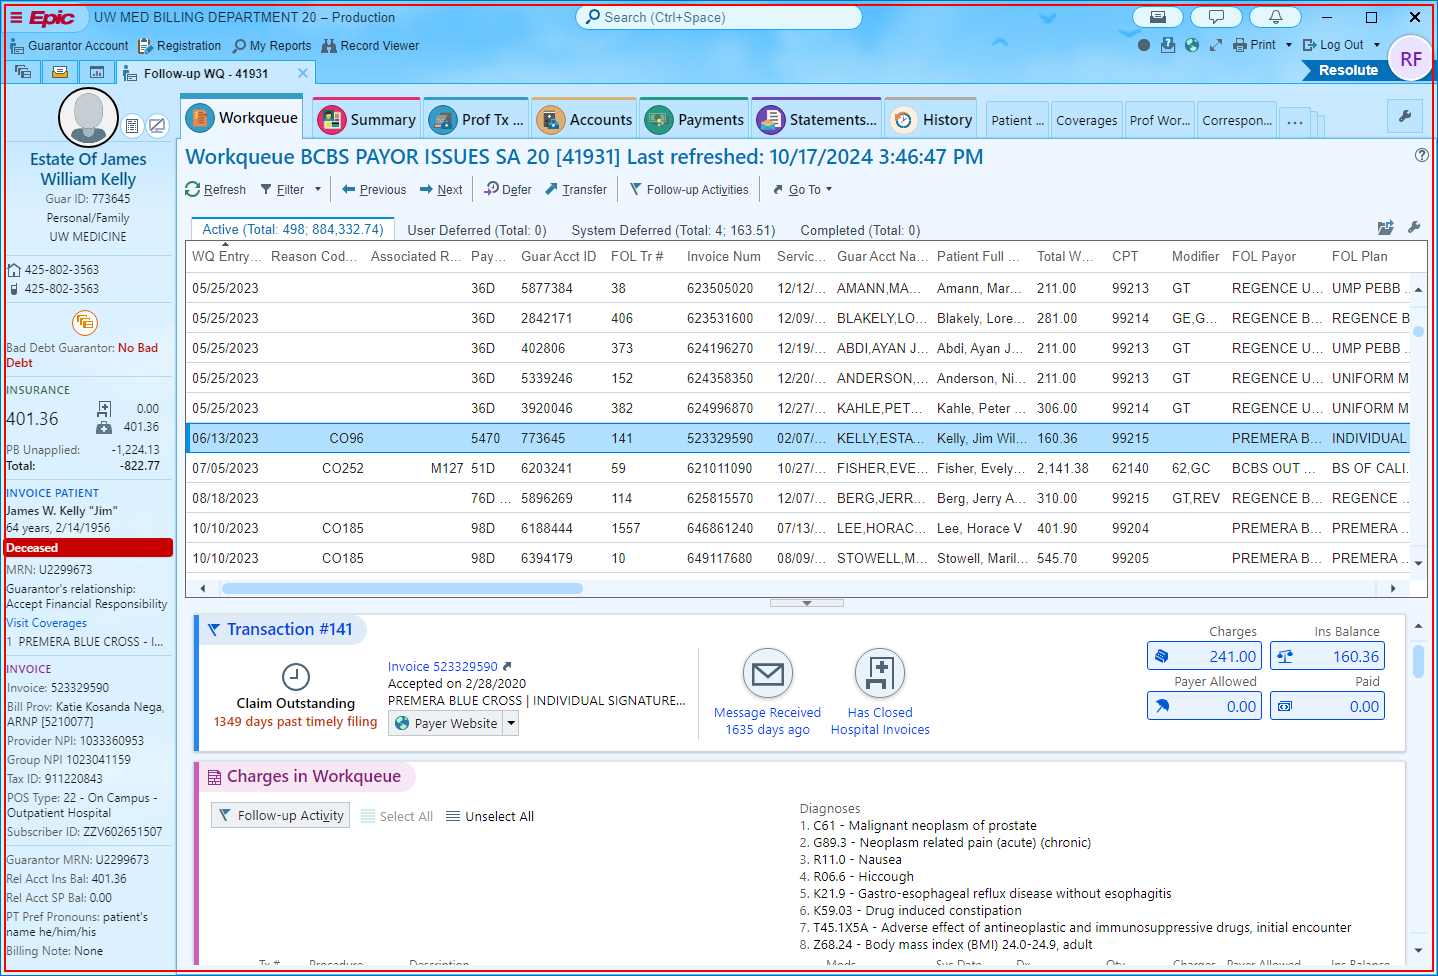 Epic UW MED BILLING DEPARTMENT 20 – Production Search (Ctrl+Space)
Guarantor Account Registration My Reports Record Viewer Print Log Out RF
Follow-up WQ - 41931 Resolute
Workqueue Summary Prof Tx ... Accounts Payments Statements... History Patient ... Coverages Prof Wor... Correspon... ...
Estate Of James
William Kelly
Guar ID: 773645
Personal/Family
UW MEDICINE
425-802-3563
425-802-3563
Bad Debt Guarantor: No Bad
Debt
INSURANCE
401.36 0.00
401.36
PB Unapplied: -1,224.13
Total: -822.77
INVOICE PATIENT
James W. Kelly "Jim"
64 years, 2/14/1956
Deceased
MRN: U2299673
Guarantor's relationship:
Accept Financial Responsibility
Visit Coverages
1 PREMERA BLUE CROSS - I...
INVOICE
Invoice: 523329590
Bill Prov: Katie Kosanda Nega,
ARNP [5210077]
Provider NPI: 1033360953
Group NPI 1023041159
Tax ID: 911220843
POS Type: 22 - On Campus -
Outpatient Hospital
Subscriber ID: ZZV602651507
Guarantor MRN: U2299673
Rel Acct Ins Bal: 401.36
Rel Acct SP Bal: 0.00
PT Pref Pronouns: patient's
name he/him/his
Billing Note: None
Workqueue BCBS PAYOR ISSUES SA 20 [41931] Last refreshed: 10/17/2024 3:46:47 PM
Refresh Filter Previous Next Defer Transfer Follow-up Activities Go To
Active (Total: 498; 884,332.74) User Deferred (Total: 0) System Deferred (Total: 4; 163.51) Completed (Total: 0)
WQ Entry... Reason Cod... Associated R... Pay... Guar Acct ID FOL Tr # Invoice Num Servic... Guar Acct Na... Patient Full ... Total W... CPT Modifier FOL Payor FOL Plan
05/25/2023 36D 5877384 38 623505020 12/12/... AMANN,MA... Amann, Mar... 211.00 99213 GT REGENCE U... UMP PEBB ...
05/25/2023 36D 2842171 406 623531600 12/09/... BLAKELY,LO... Blakely, Lore... 281.00 99214 GE,G... REGENCE B... REGENCE B
05/25/2023 36D 402806 373 624196270 12/19/... ABDI,AYAN J... Abdi, Ayan J... 211.00 99213 GT REGENCE B... UMP PEBB ...
05/25/2023 36D 5339246 152 624358350 12/20/... ANDERSON,... Anderson, Ni... 211.00 99213 GT REGENCE U... UNIFORM M
05/25/2023 36D 3920046 382 624996870 12/27/... KAHLE,PET... Kahle, Peter ... 306.00 99214 GT REGENCE U... UNIFORM M
06/13/2023 CO96 5470 773645 141 523329590 02/07/... KELLY,ESTA... Kelly, Jim Wil... 160.36 99215 PREMERA B... INDIVIDUAL
07/05/2023 CO252 M127 51D 6203241 59 621011090 10/27/... FISHER,EVE... Fisher, Evely... 2,141.38 62140 62,GC BCBS OUT ... BS OF CALI...
08/18/2023 76D ... 5896269 114 625815570 12/07/... BERG,JERR... Berg, Jerry A... 310.00 99215 GT,REV REGENCE B... REGENCE ...
10/10/2023 CO185 98D 6188444 1557 646861240 07/13/... LEE,HORAC... Lee, Horace V 401.90 99204 PREMERA B... PREMERA ...
10/10/2023 CO185 98D 6394179 10 649117680 08/09/... STOWELL,M... Stowell, Maril... 545.70 99205 PREMERA B... PREMERA ...
Transaction #141
Claim Outstanding
1349 days past timely filing
Invoice 523329590
Accepted on 2/28/2020
PREMERA BLUE CROSS | INDIVIDUAL SIGNATURE...
Payer Website
Message Received
1635 days ago
Has Closed
Hospital Invoices
Charges Ins Balance
241.00 160.36
Payer Allowed Paid
0.00 0.00
Charges in Workqueue
Follow-up Activity Select All Unselect All
Diagnoses
1. C61 - Malignant neoplasm of prostate
2. G89.3 - Neoplasm related pain (acute) (chronic)
3. R11.0 - Nausea
4. R06.6 - Hiccough
5. K21.9 - Gastro-esophageal reflux disease without esophagitis
6. K59.03 - Drug induced constipation
7. T45.1X5A - Adverse effect of antineoplastic and immunosuppressive drugs, initial encounter
8. Z68.24 - Body mass index (BMI) 24.0-24.9, adult
Tx # Procedure Description Mods Svc Date Dx Qty Charges Payer Allowed Ins Balance